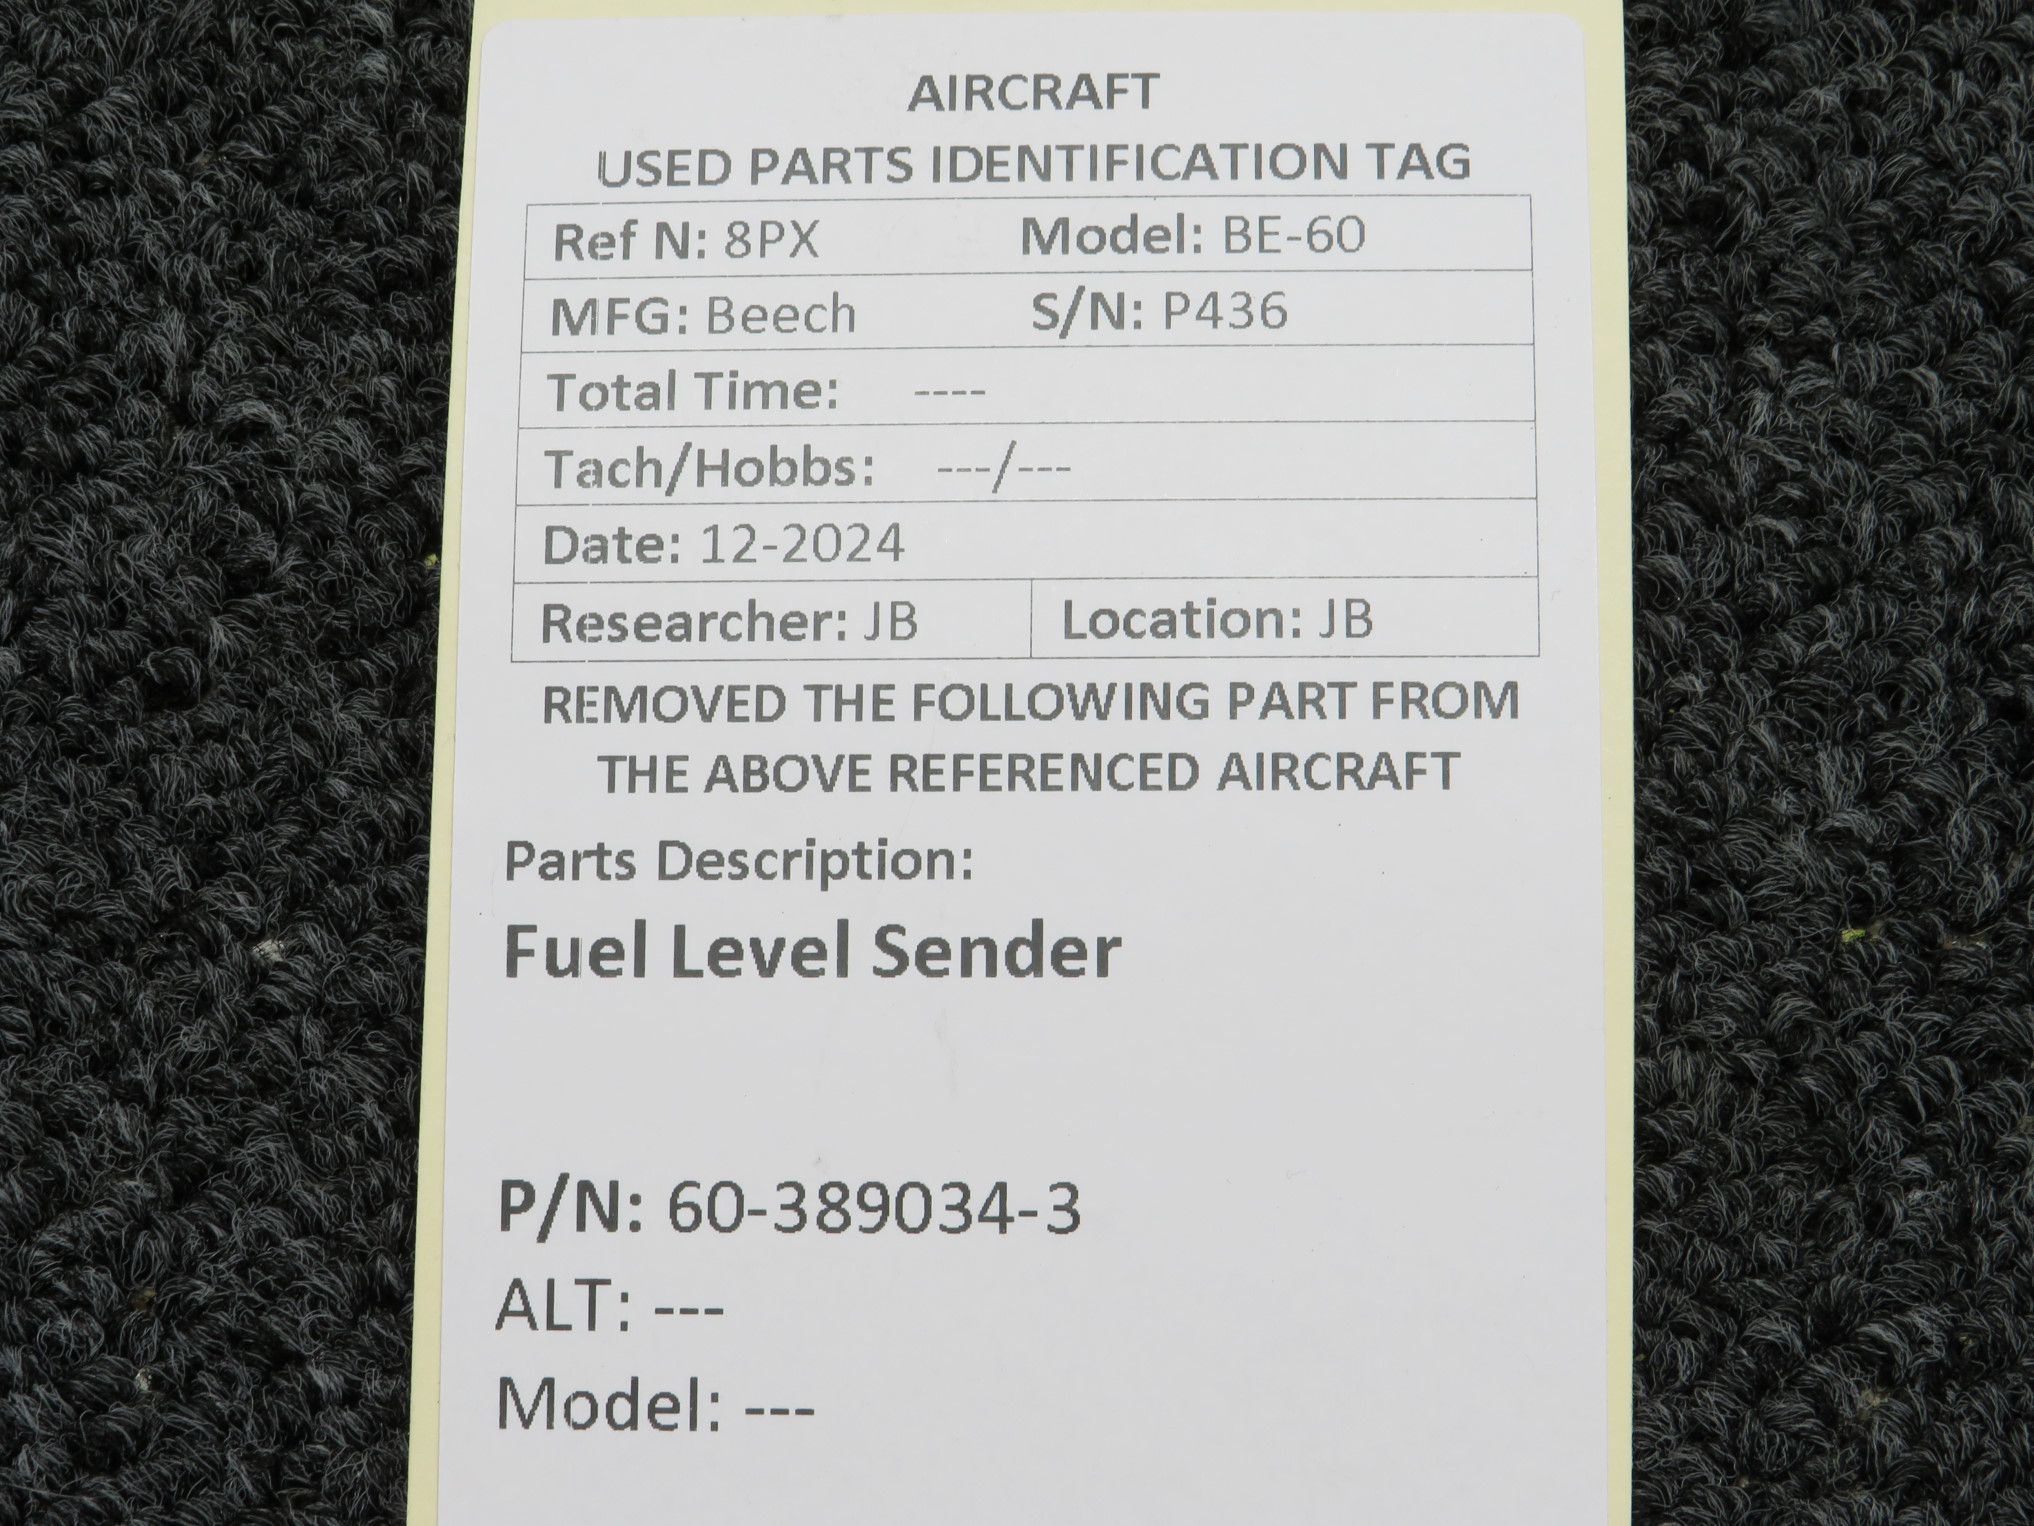 AIRCRAFT
USED PARTS IDENTIFICATION TAG
Ref N: 8PX Model: BE-60
MFG: Beech S/N: P436
Total Time: ----
Tach/Hobbs: ---/---
Date: 12-2024
Researcher: JB Location: JB
REMOVED THE FOLLOWING PART FROM
THE ABOVE REFERENCED AIRCRAFT
Parts Description:
Fuel Level Sender
P/N: 60-389034-3
ALT: ---
Model: ---